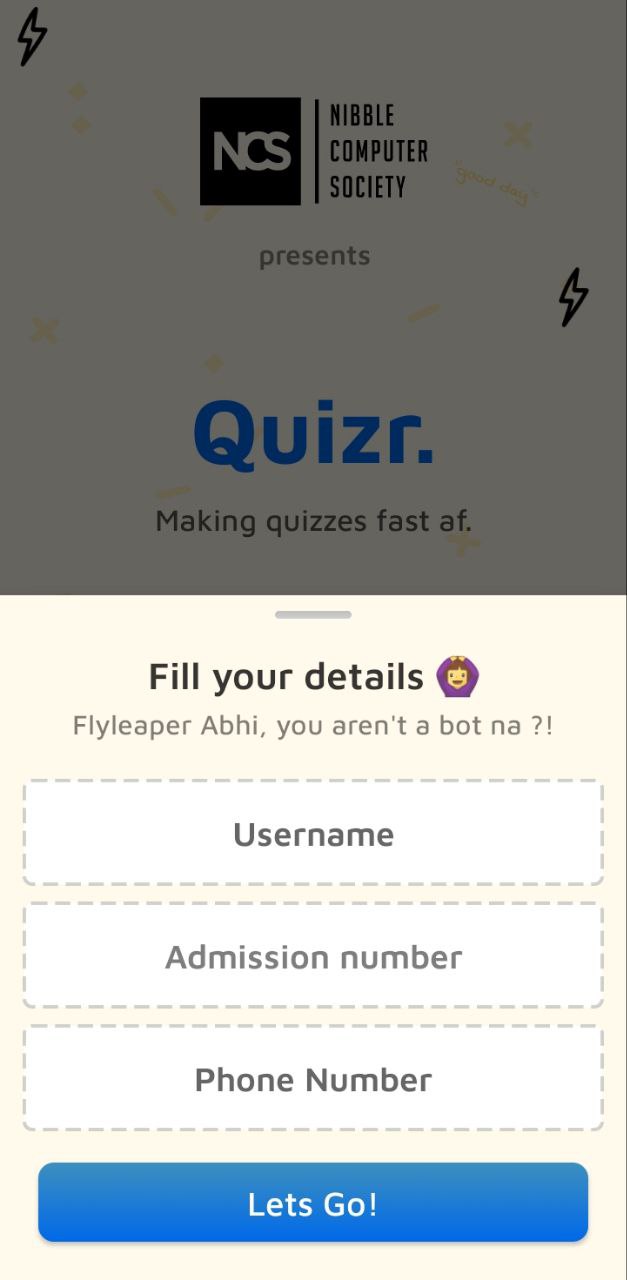 NCS
NIBBLE
COMPUTER
SOCIETY
good day
presents
Quizr.
Making quizzes fast af.
Fill your details 🙆
Flyleaper Abhi, you aren't a bot na ?!
Username
Admission number
Phone Number
Lets Go!